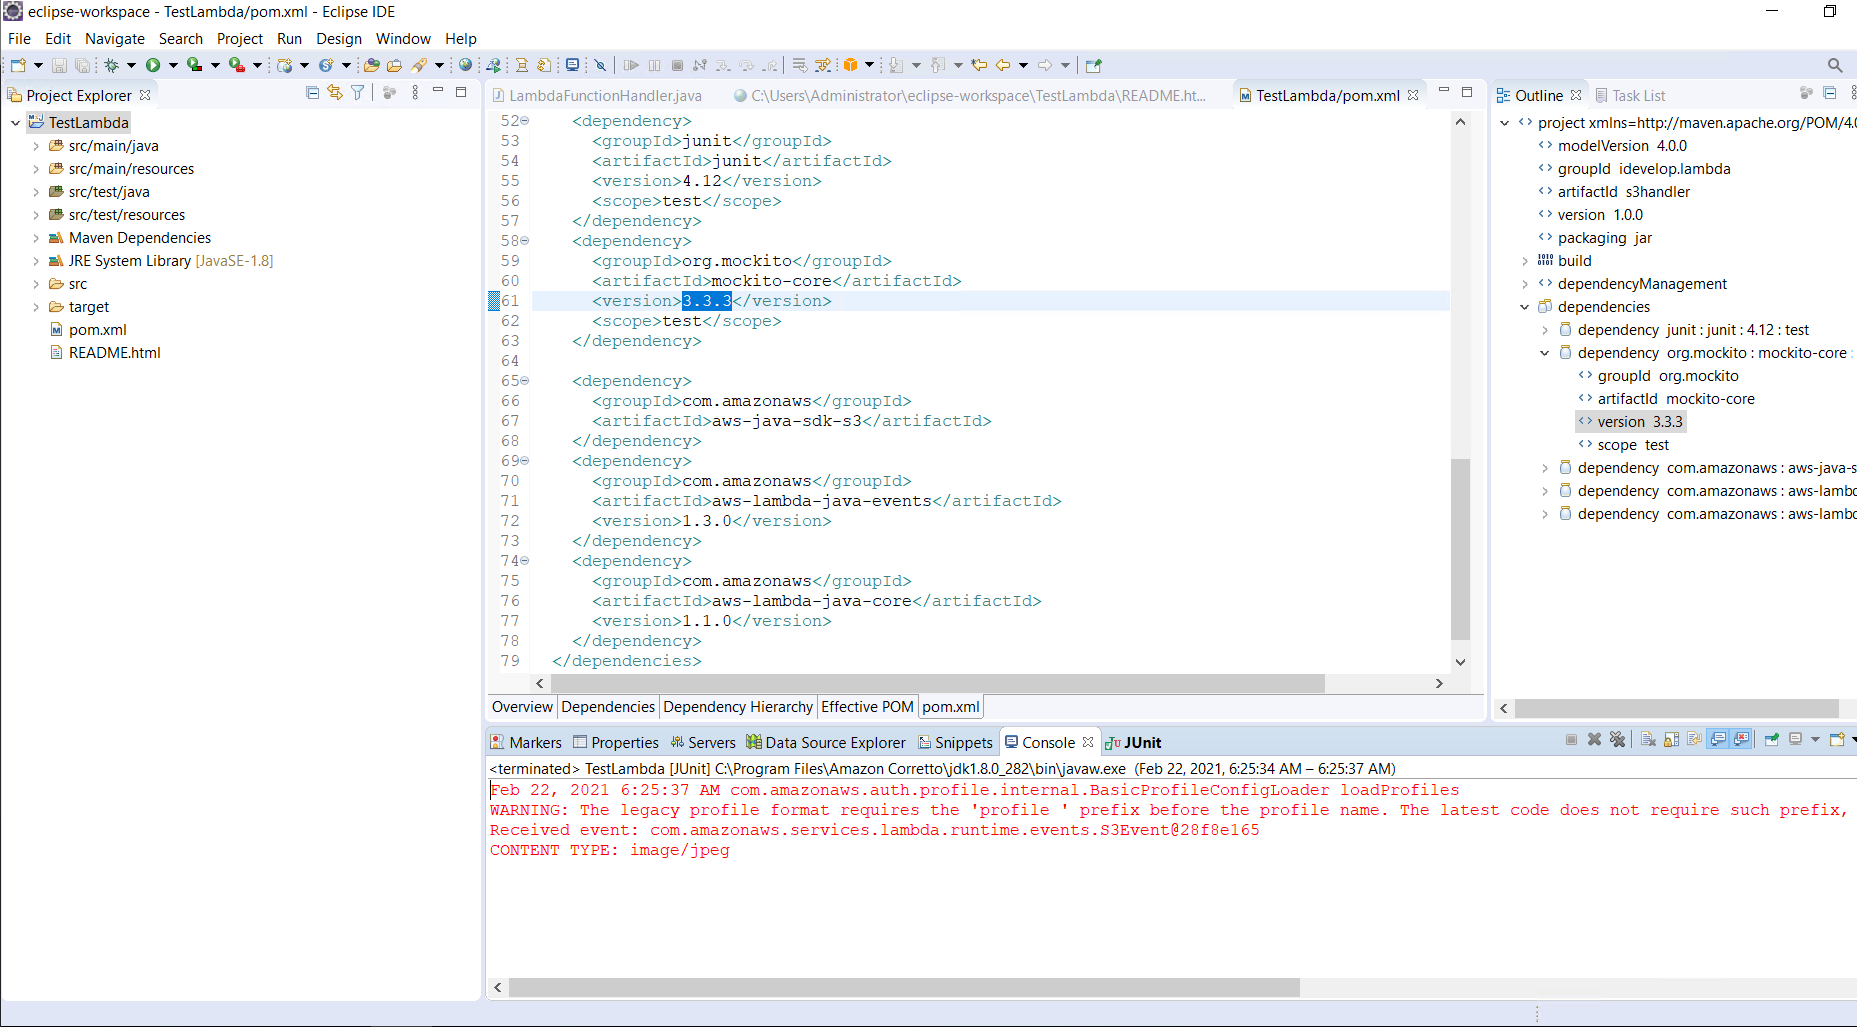 eclipse-workspace - TestLambda/pom.xml - Eclipse IDE
File Edit Navigate Search Project Run Design Window Help
Project Explorer
TestLambda
src/main/java
src/main/resources
src/test/java
src/test/resources
Maven Dependencies
JRE System Library [JavaSE-1.8]
src
target
pom.xml
README.html
LambdaFunctionHandler.java C:\Users\Administrator\eclipse-workspace\TestLambda\README.ht... TestLambda/pom.xml
52 <dependency>
53 <groupId>junit</groupId>
54 <artifactId>junit</artifactId>
55 <version>4.12</version>
56 <scope>test</scope>
57 </dependency>
58 <dependency>
59 <groupId>org.mockito</groupId>
60 <artifactId>mockito-core</artifactId>
61 <version>3.3.3</version>
62 <scope>test</scope>
63 </dependency>
64
65 <dependency>
66 <groupId>com.amazonaws</groupId>
67 <artifactId>aws-java-sdk-s3</artifactId>
68 </dependency>
69 <dependency>
70 <groupId>com.amazonaws</groupId>
71 <artifactId>aws-lambda-java-events</artifactId>
72 <version>1.3.0</version>
73 </dependency>
74 <dependency>
75 <groupId>com.amazonaws</groupId>
76 <artifactId>aws-lambda-java-core</artifactId>
77 <version>1.1.0</version>
78 </dependency>
79 </dependencies>
Overview Dependencies Dependency Hierarchy Effective POM pom.xml
Outline Task List
project xmlns=http://maven.apache.org/POM/4.0
modelVersion 4.0.0
groupId idevelop.lambda
artifactId s3handler
version 1.0.0
packaging jar
build
dependencyManagement
dependencies
dependency junit : junit : 4.12 : test
dependency org.mockito : mockito-core :
groupId org.mockito
artifactId mockito-core
version 3.3.3
scope test
dependency com.amazonaws : aws-java-s
dependency com.amazonaws : aws-lambd
dependency com.amazonaws : aws-lambd
Markers Properties Servers Data Source Explorer Snippets Console JUnit
<terminated> TestLambda [JUnit] C:\Program Files\Amazon Corretto\jdk1.8.0_282\bin\javaw.exe (Feb 22, 2021, 6:25:34 AM – 6:25:37 AM)
Feb 22, 2021 6:25:37 AM com.amazonaws.auth.profile.internal.BasicProfileConfigLoader loadProfiles
WARNING: The legacy profile format requires the 'profile ' prefix before the profile name. The latest code does not require such prefix,
Received event: com.amazonaws.services.lambda.runtime.events.S3Event@28f8e165
CONTENT TYPE: image/jpeg